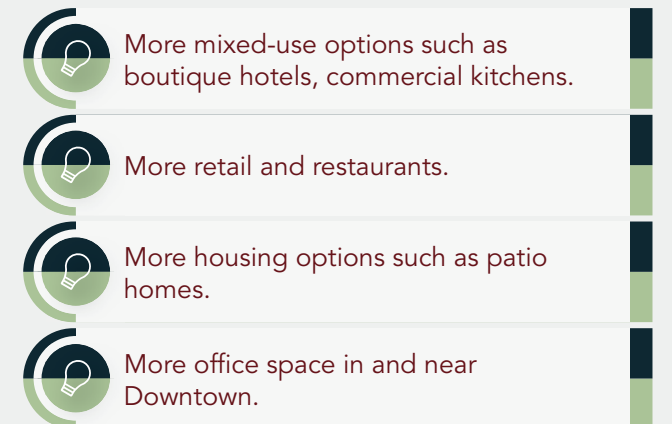 More mixed-use options such as
boutique hotels, commercial kitchens.
More retail and restaurants.
More housing options such as patio
homes.
More office space in and near
Downtown.